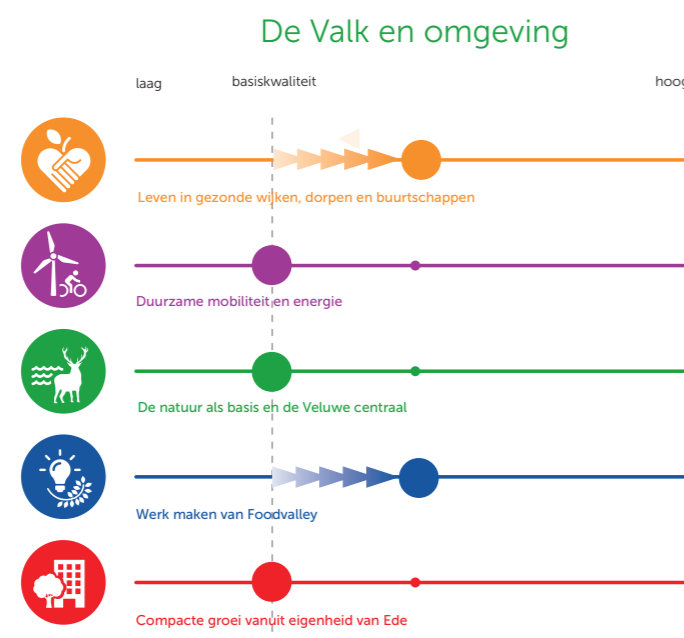 De Valk en omgeving
laag basiskwaliteit hoog
Leven in gezonde wijken, dorpen en buurtschappen
Duurzame mobiliteit en energie
De natuur als basis en de Veluwe centraal
Werk maken van Foodvalley
Compacte groei vanuit eigenheid van Ede